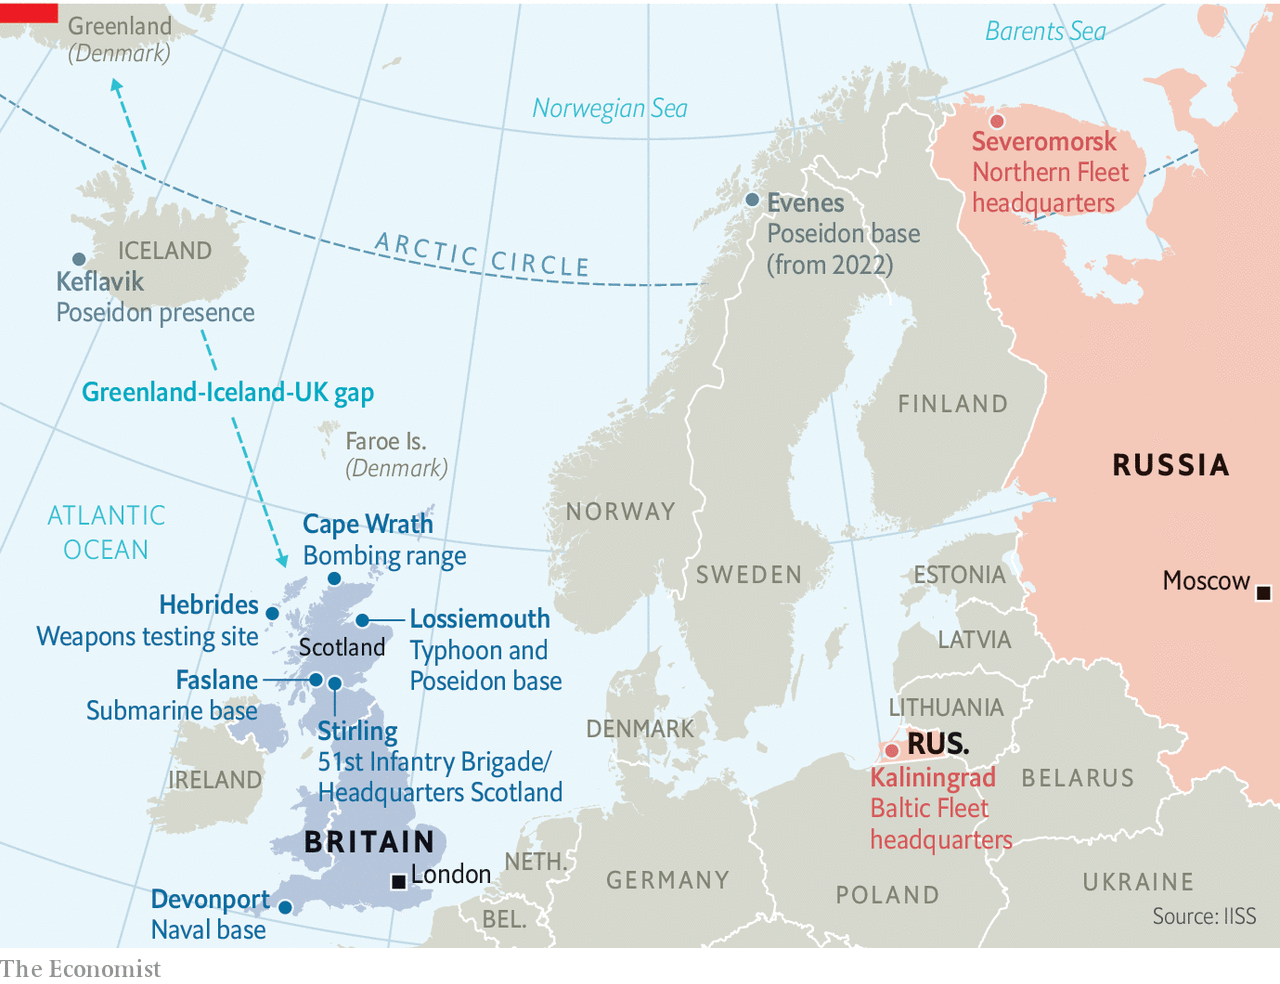 Greenland
(Denmark)
Barents Sea
Norwegian Sea
Severomorsk
Northern Fleet
headquarters
Evenes
Poseidon base
(from 2022)
ICELAND
ARCTIC CIRCLE
Keflavik
Poseidon presence
Greenland-Iceland-UK gap
FINLAND
Faroe Is.
(Denmark)
RUSSIA
NORWAY
ATLANTIC
OCEAN
Cape Wrath
Bombing range
SWEDEN
ESTONIA
Moscow
Hebrides
Weapons testing site
Lossiemouth
Typhoon and
Poseidon base
Scotland
LATVIA
Faslane
Submarine base
LITHUANIA
Stirling
51st Infantry Brigade/
Headquarters Scotland
DENMARK
RUS.
Kaliningrad
Baltic Fleet
headquarters
IRELAND
BELARUS
BRITAIN
London
NETH.
GERMANY
POLAND
UKRAINE
Devonport
Naval base
BEL.
Source: IISS
The Economist